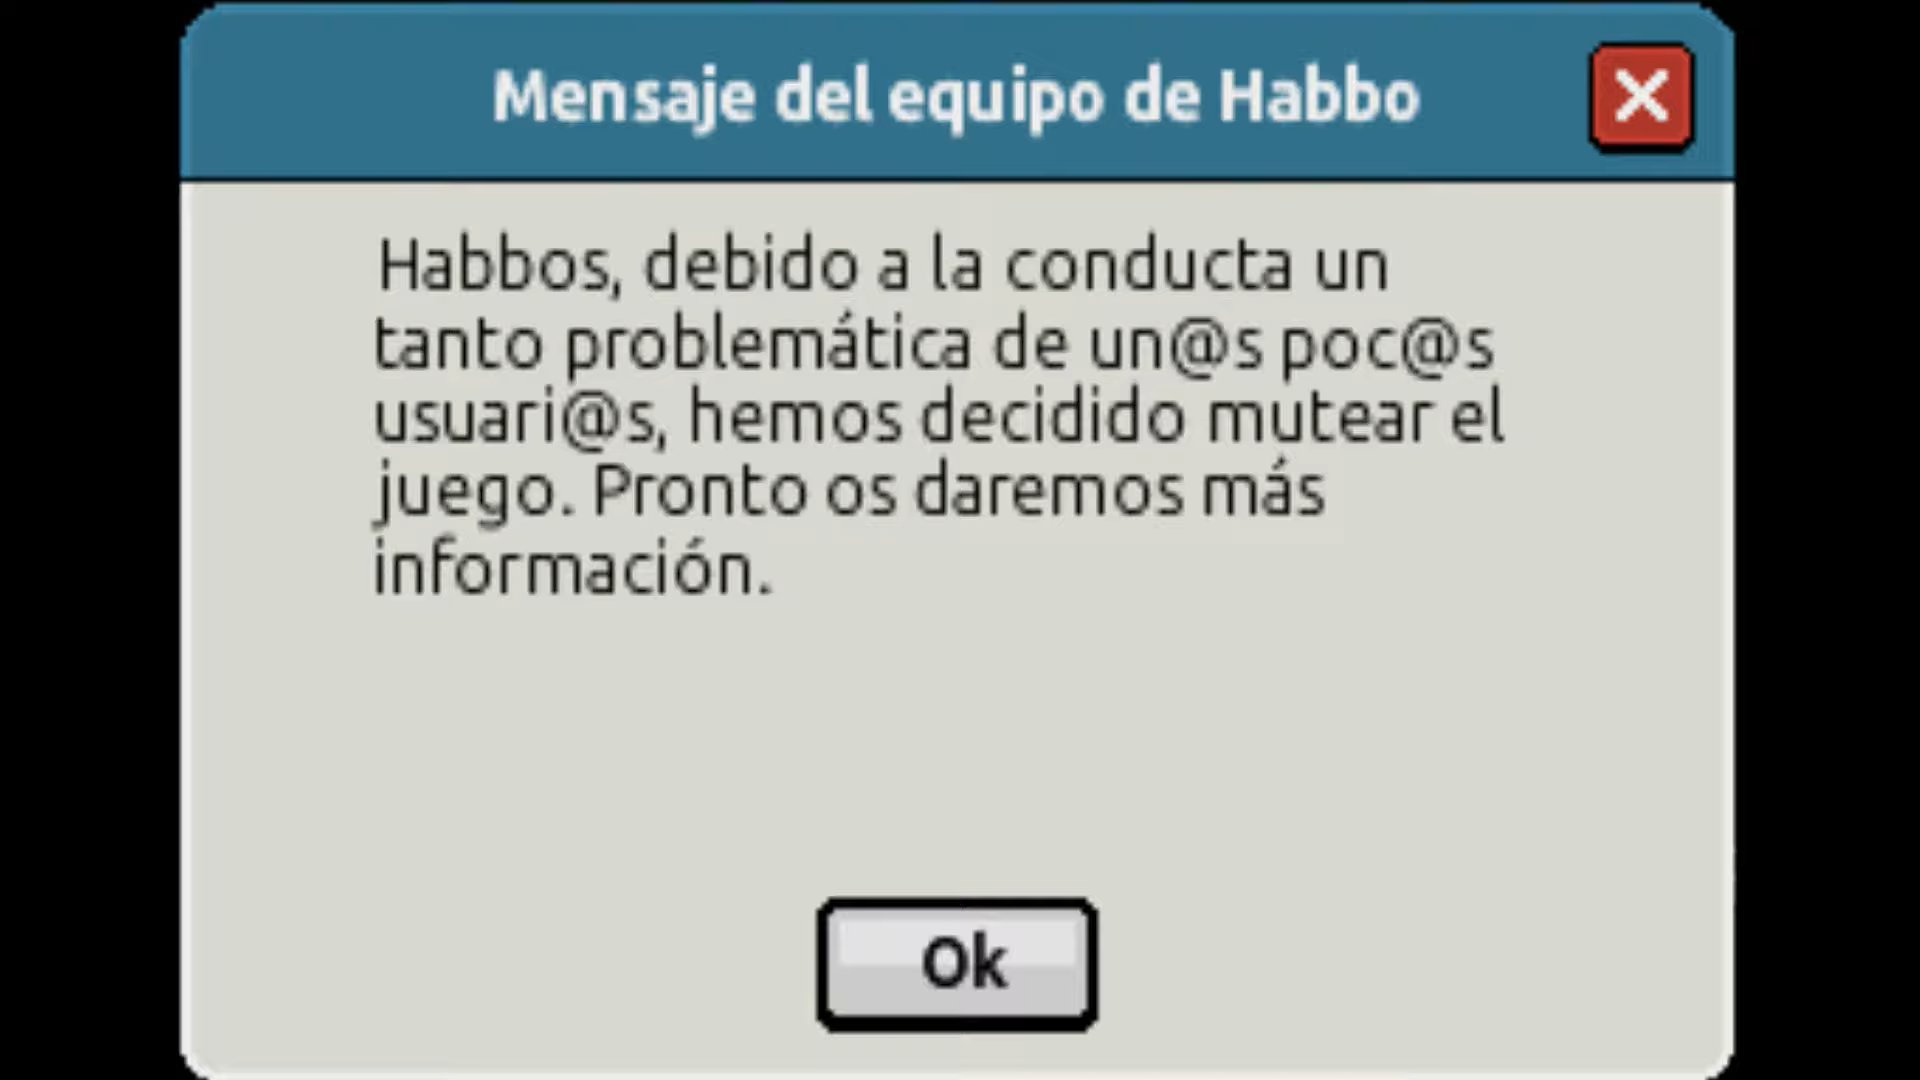 Mensaje del equipo de Habbo
Habbos, debido a la conducta un
tanto problemática de un@s poc@s
usuari@s, hemos decidido mutear el
juego. Pronto os daremos más
información.
Ok